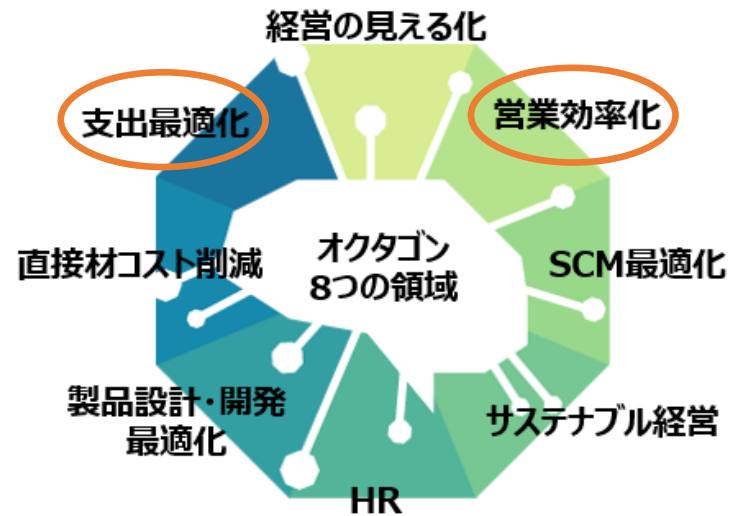 経営の見える化
支出最適化
営業効率化
直接材コスト削減
オクタゴン
8つの領域
SCM最適化
製品設計・開発
最適化
サステナブル経営
HR